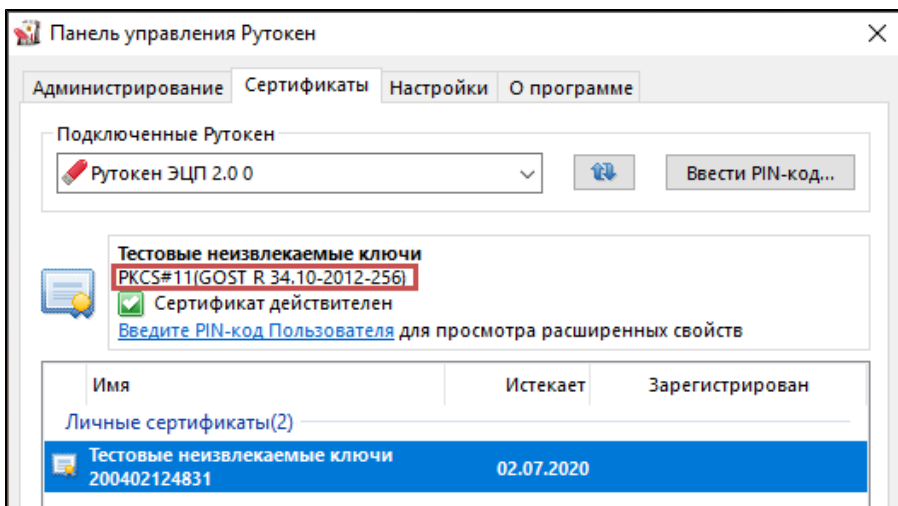 Панель управления Рутокен
Администрирование Сертификаты Настройки О программе
Подключенные Рутокен
Рутокен ЭЦП 2.0 0
Ввести PIN-код...
Тестовые неизвлекаемые ключи
PKCS#11(GOST R 34.10-2012-256)
Сертификат действителен
Введите PIN-код Пользователя для просмотра расширенных свойств
Имя Истекает Зарегистрирован
Личные сертификаты(2)
Тестовые неизвлекаемые ключи
200402124831 02.07.2020